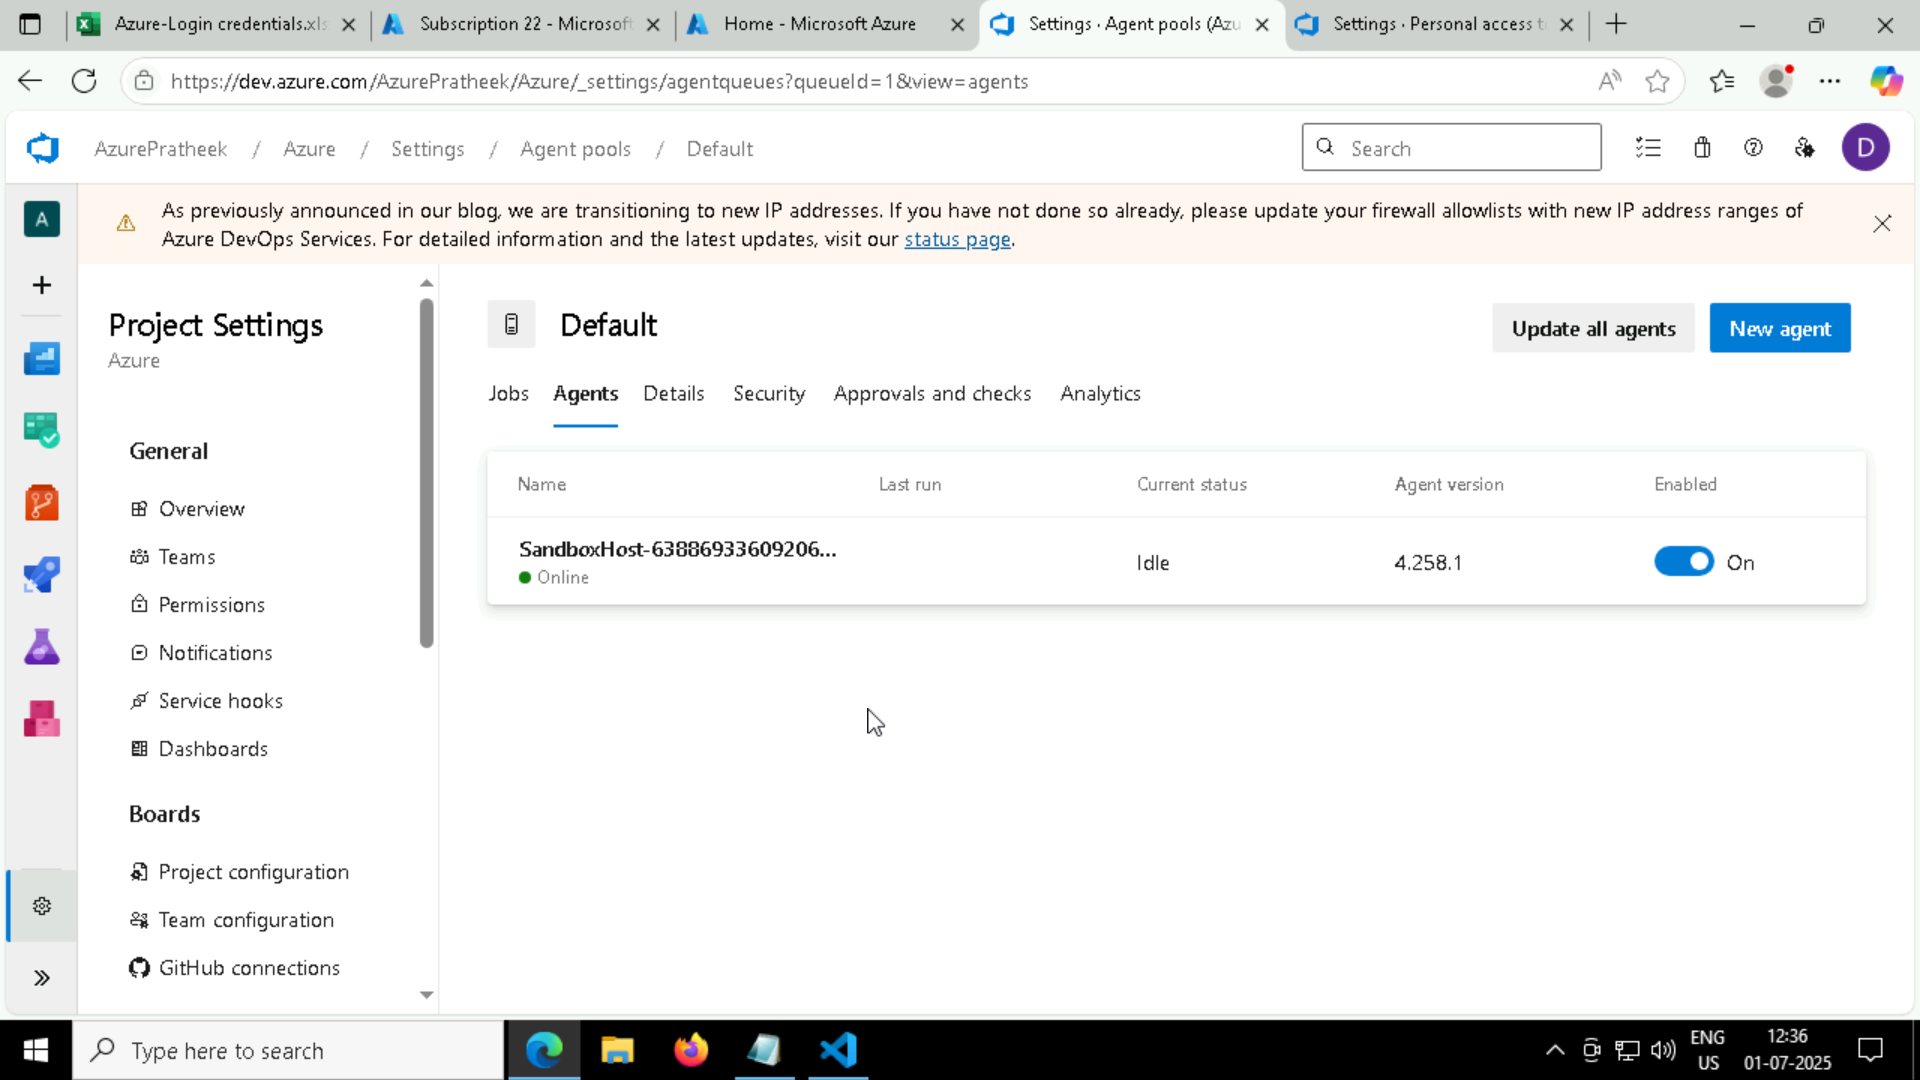 Azure-Login credentials.xls
Subscription 22 - Microsoft
Home - Microsoft Azure
Settings · Agent pools (Azu
Settings · Personal access t
https://dev.azure.com/AzurePratheek/Azure/_settings/agentqueues?queueId=1&view=agents
AzurePratheek / Azure / Settings / Agent pools / Default
Search
D
A
As previously announced in our blog, we are transitioning to new IP addresses. If you have not done so already, please update your firewall allowlists with new IP address ranges of
Azure DevOps Services. For detailed information and the latest updates, visit our status page.
Project Settings
Azure
General
Overview
Teams
Permissions
Notifications
Service hooks
Dashboards
Boards
Project configuration
Team configuration
GitHub connections
Default
Update all agents
New agent
Jobs Agents Details Security Approvals and checks Analytics
Name Last run Current status Agent version Enabled
SandboxHost-63886933609206... Idle 4.258.1 On
Online
Type here to search
ENG
US
12:36
01-07-2025